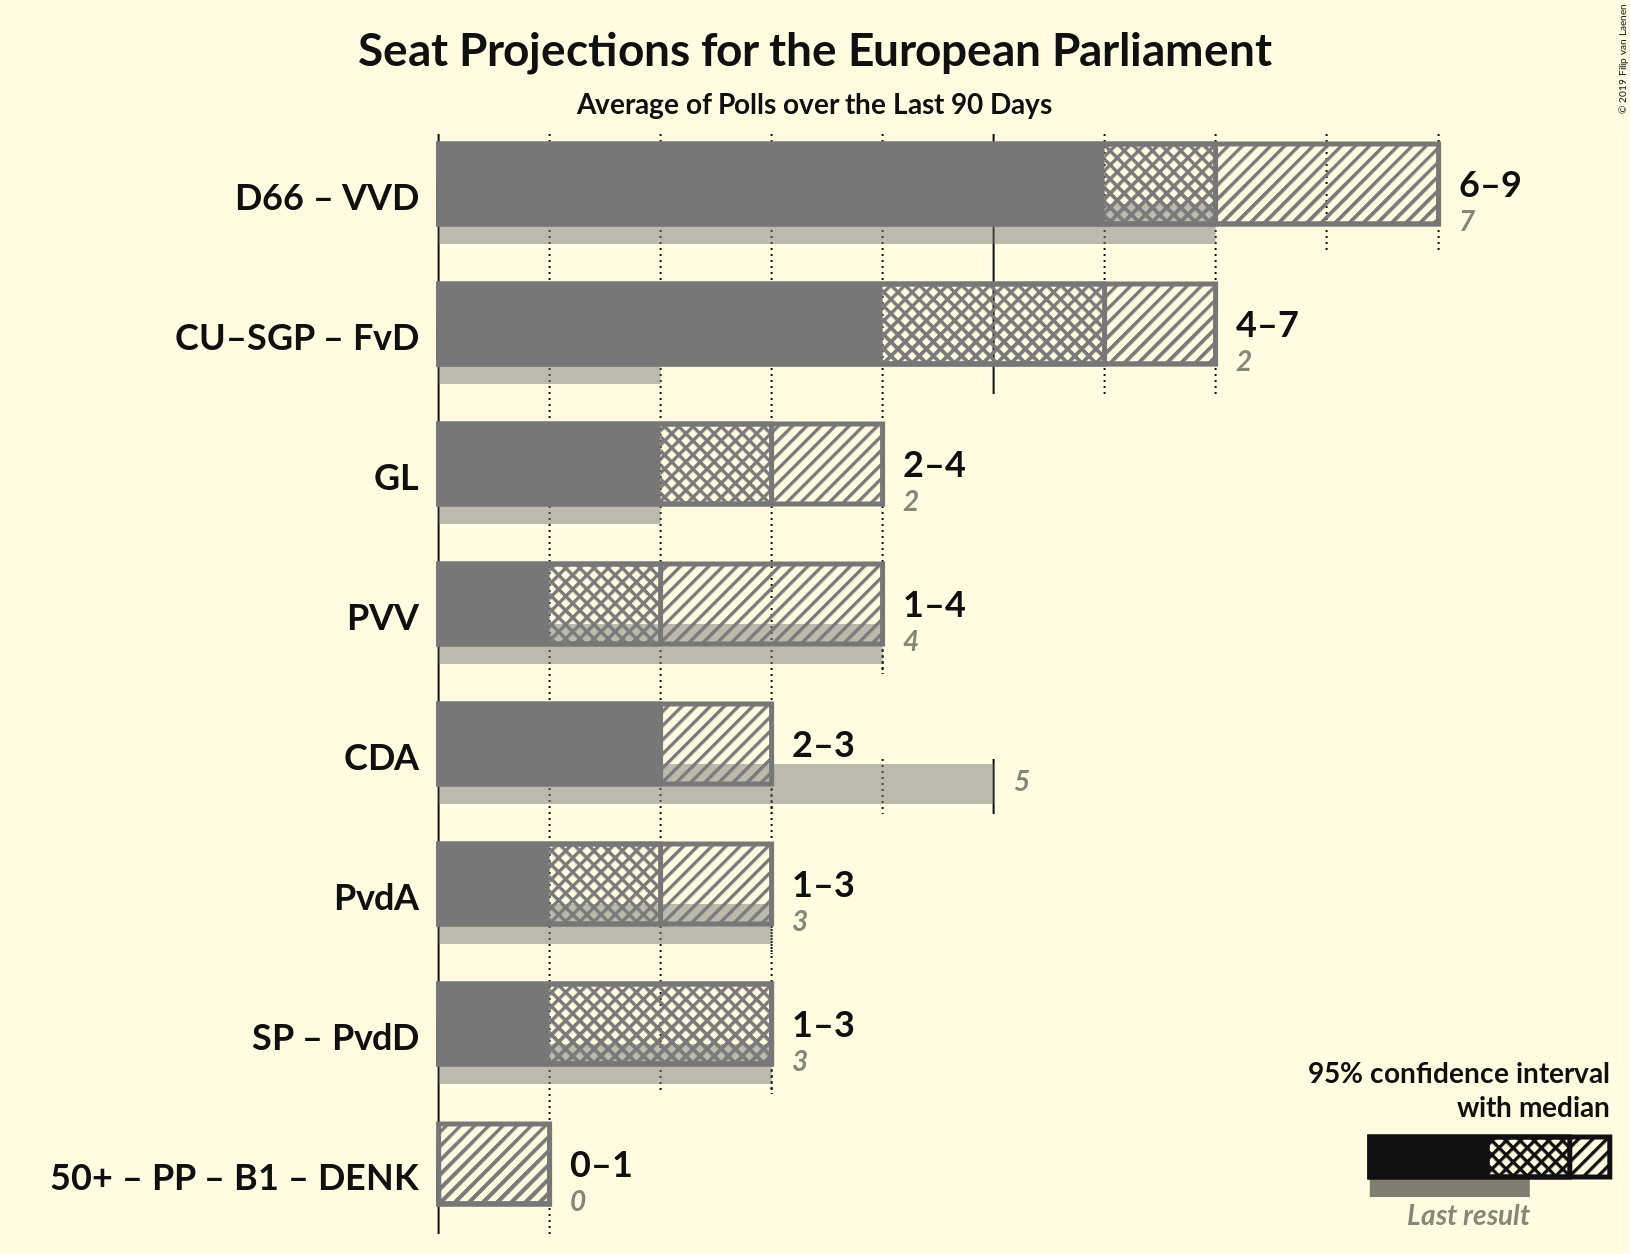 Seat Projections for the European Parliament
Average of Polls over the Last 90 Days
© 2019 Filip van Laenen
D66 – VVD
6–9
7
CU–SGP – FvD
4–7
2
GL
2–4
2
PVV
1–4
4
CDA
2–3
5
PvdA
1–3
3
SP – PvdD
1–3
3
50+ – PP – B1 – DENK
0–1
0
95% confidence interval
with median
Last result